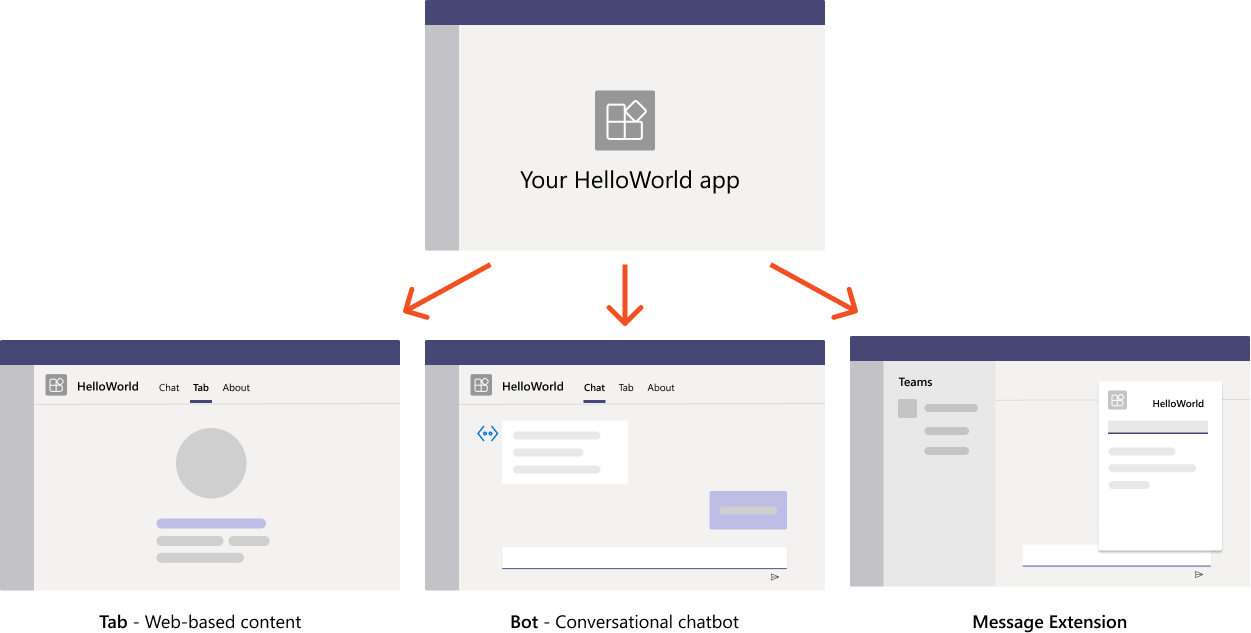 Your HelloWorld app
HelloWorld Chat Tab About
Tab - Web-based content
HelloWorld Chat Tab About
Bot - Conversational chatbot
Teams
HelloWorld
Message Extension